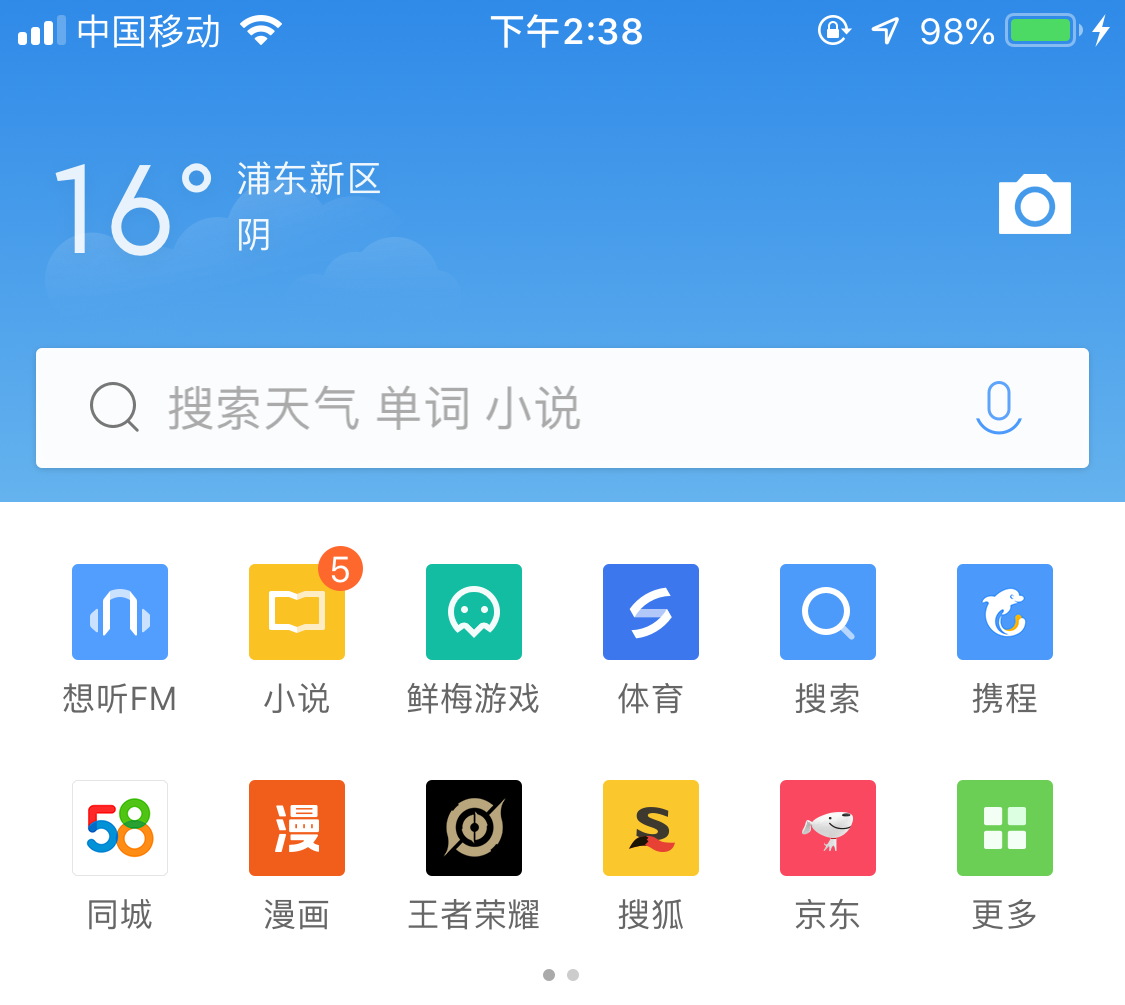 中国移动 下午2:38 98%
16° 浦东新区
阴
搜索天气 单词 小说
5
想听FM 小说 鲜梅游戏 体育 搜索 携程
58 漫 S
同城 漫画 王者荣耀 搜狐 京东 更多